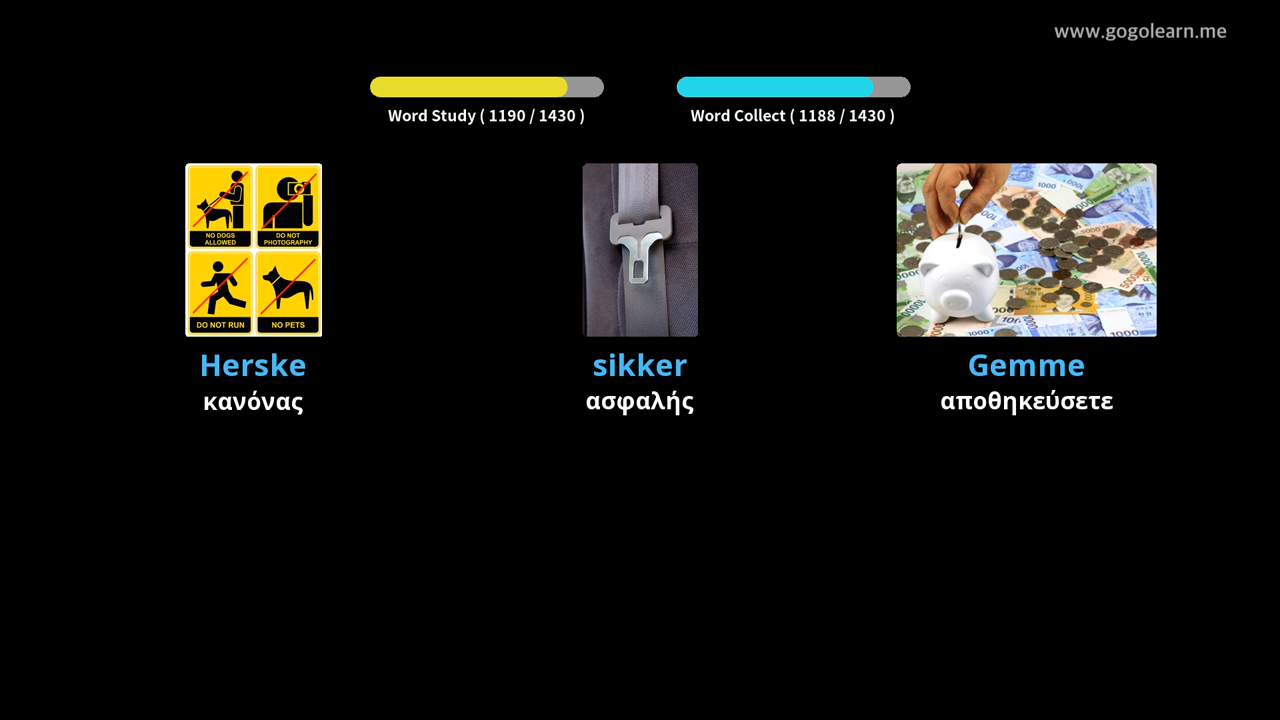 www.gogolearn.me
Word Study ( 1190 / 1430 )
Word Collect ( 1188 / 1430 )
NO DOGS ALLOWED
DO NOT PHOTOGRAPHY
DO NOT RUN
NO PETS
1000
Herske
sikker
Gemme
κανόνας
ασφαλής
αποθηκεύσετε